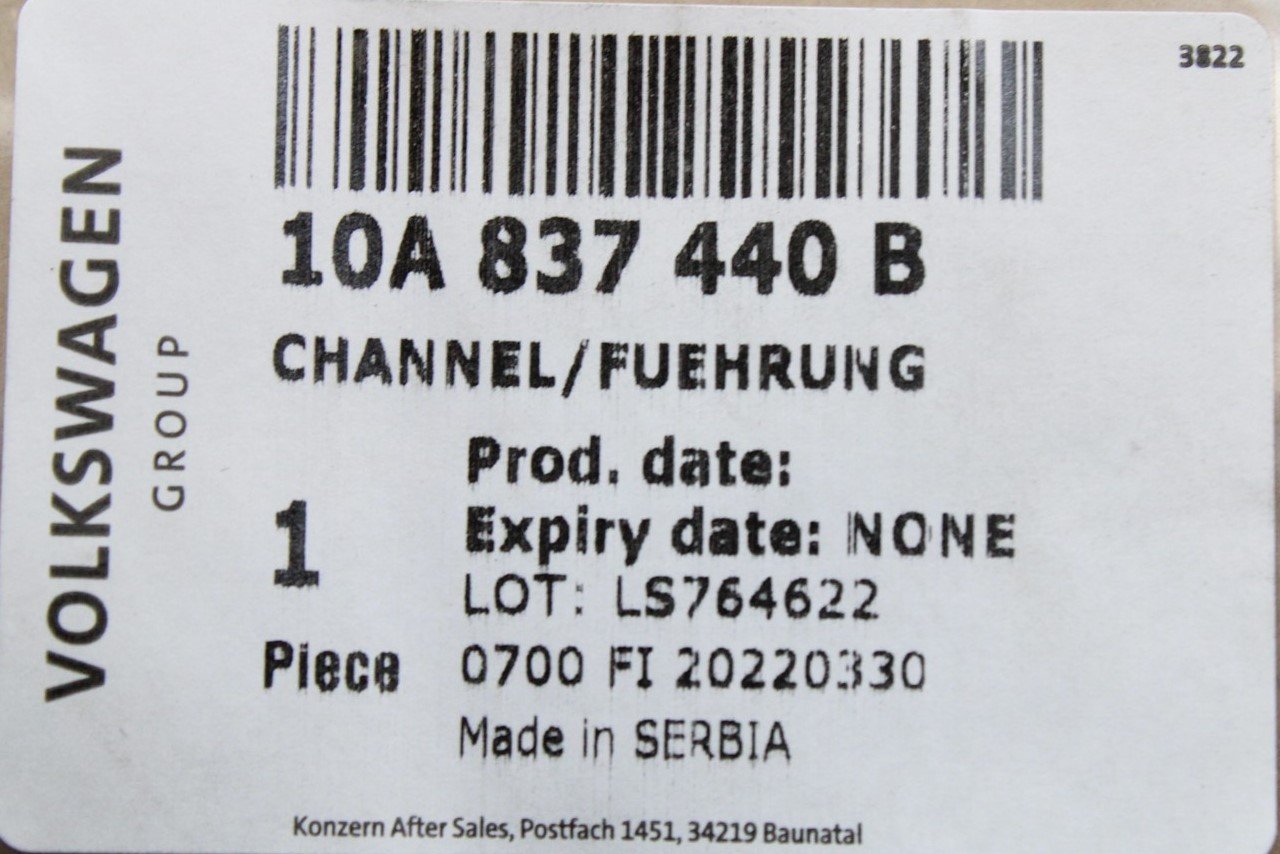 3822
VOLKSWAGEN
GROUP
10A 837 440 B
CHANNEL/FUEHRUNG
Prod. date:
1
Expiry date: NONE
LOT: LS764622
Piece
0700 FI 20220330
Made in SERBIA
Konzern After Sales, Postfach 1451, 34219 Baunatal